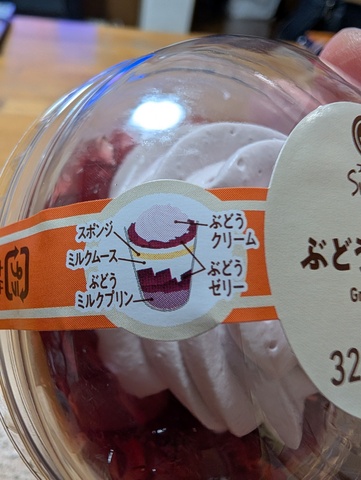 スポンジ
ミルクムース
ぶどう
ミルクプリン
ぶどう
クリーム
ぶどう
ゼリー
ぶどう
32